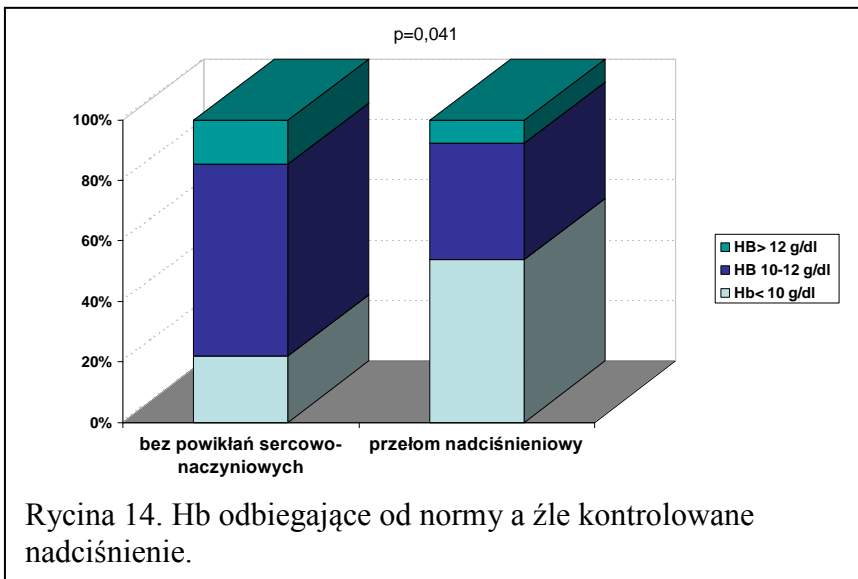 p=0,041
100%
80%
60%
40%
20%
0%
bez powikłań sercowo-
naczyniowych
przełom nadciśnieniowy
HB> 12 g/dl
HB 10-12 g/dl
Hb< 10 g/dl
Rycina 14. Hb odbiegające od normy a źle kontrolowane
nadciśnienie.